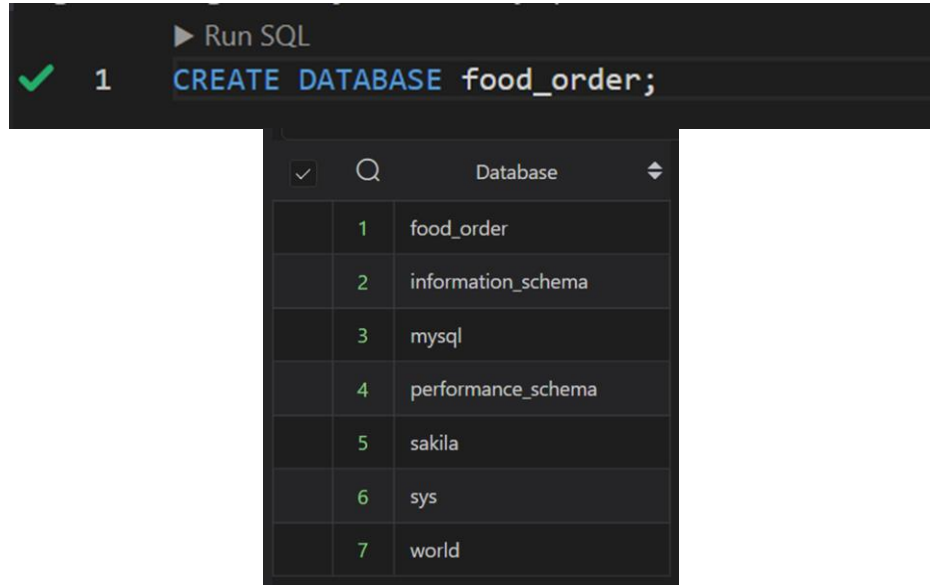 Run SQL
1 CREATE DATABASE food_order;
Database
1 food_order
2 information_schema
3 mysql
4 performance_schema
5 sakila
6 sys
7 world